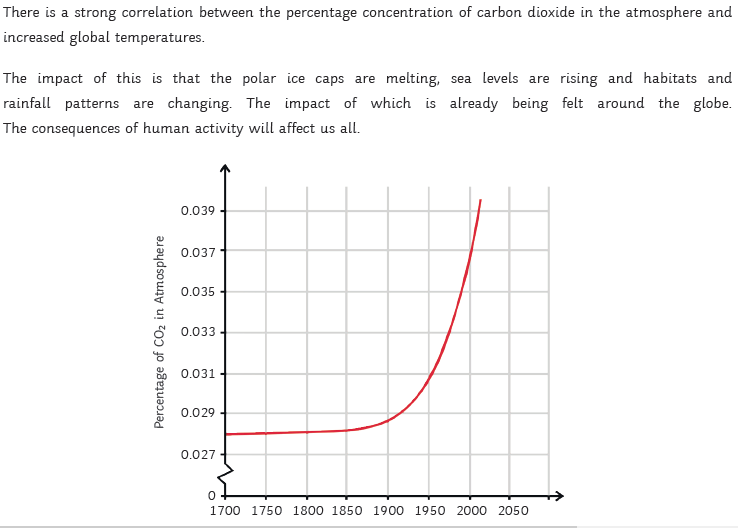 There is a strong correlation between the percentage concentration of carbon dioxide in the atmosphere and
increased global temperatures.
The impact of this is that the polar ice caps are melting, sea levels are rising and habitats and
rainfall patterns are changing. The impact of which is already being felt around the globe.
The consequences of human activity will affect us all.
Percentage of CO₂ in Atmosphere
0.039
0.037
0.035
0.033
0.031
0.029
0.027
0
1700 1750 1800 1850 1900 1950 2000 2050